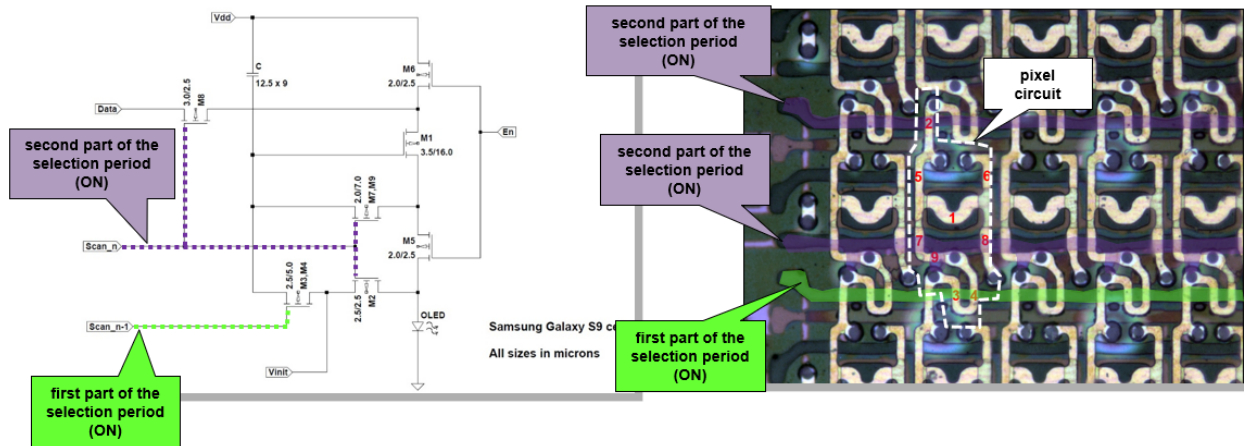 Vdd
C
12.5 x 9
M6
2.0/2.5
3.0/2.5
M8
Data
En
M1
3.5/16.0
second part of the
selection period
(ON)
2.0/7.0
M7,M9
Scan_n
M5
2.0/2.5
2.5/5.0
M3,M4
2.5/2.5
M2
Scan_n-1
OLED
Samsung Galaxy S9 ce
All sizes in microns
Vinit
first part of the
selection period
(ON)
second part of the
selection period
(ON)
pixel
circuit
second part of the
selection period
(ON)
first part of the
selection period
(ON)
2
5
6
1
7
8
9
3
4